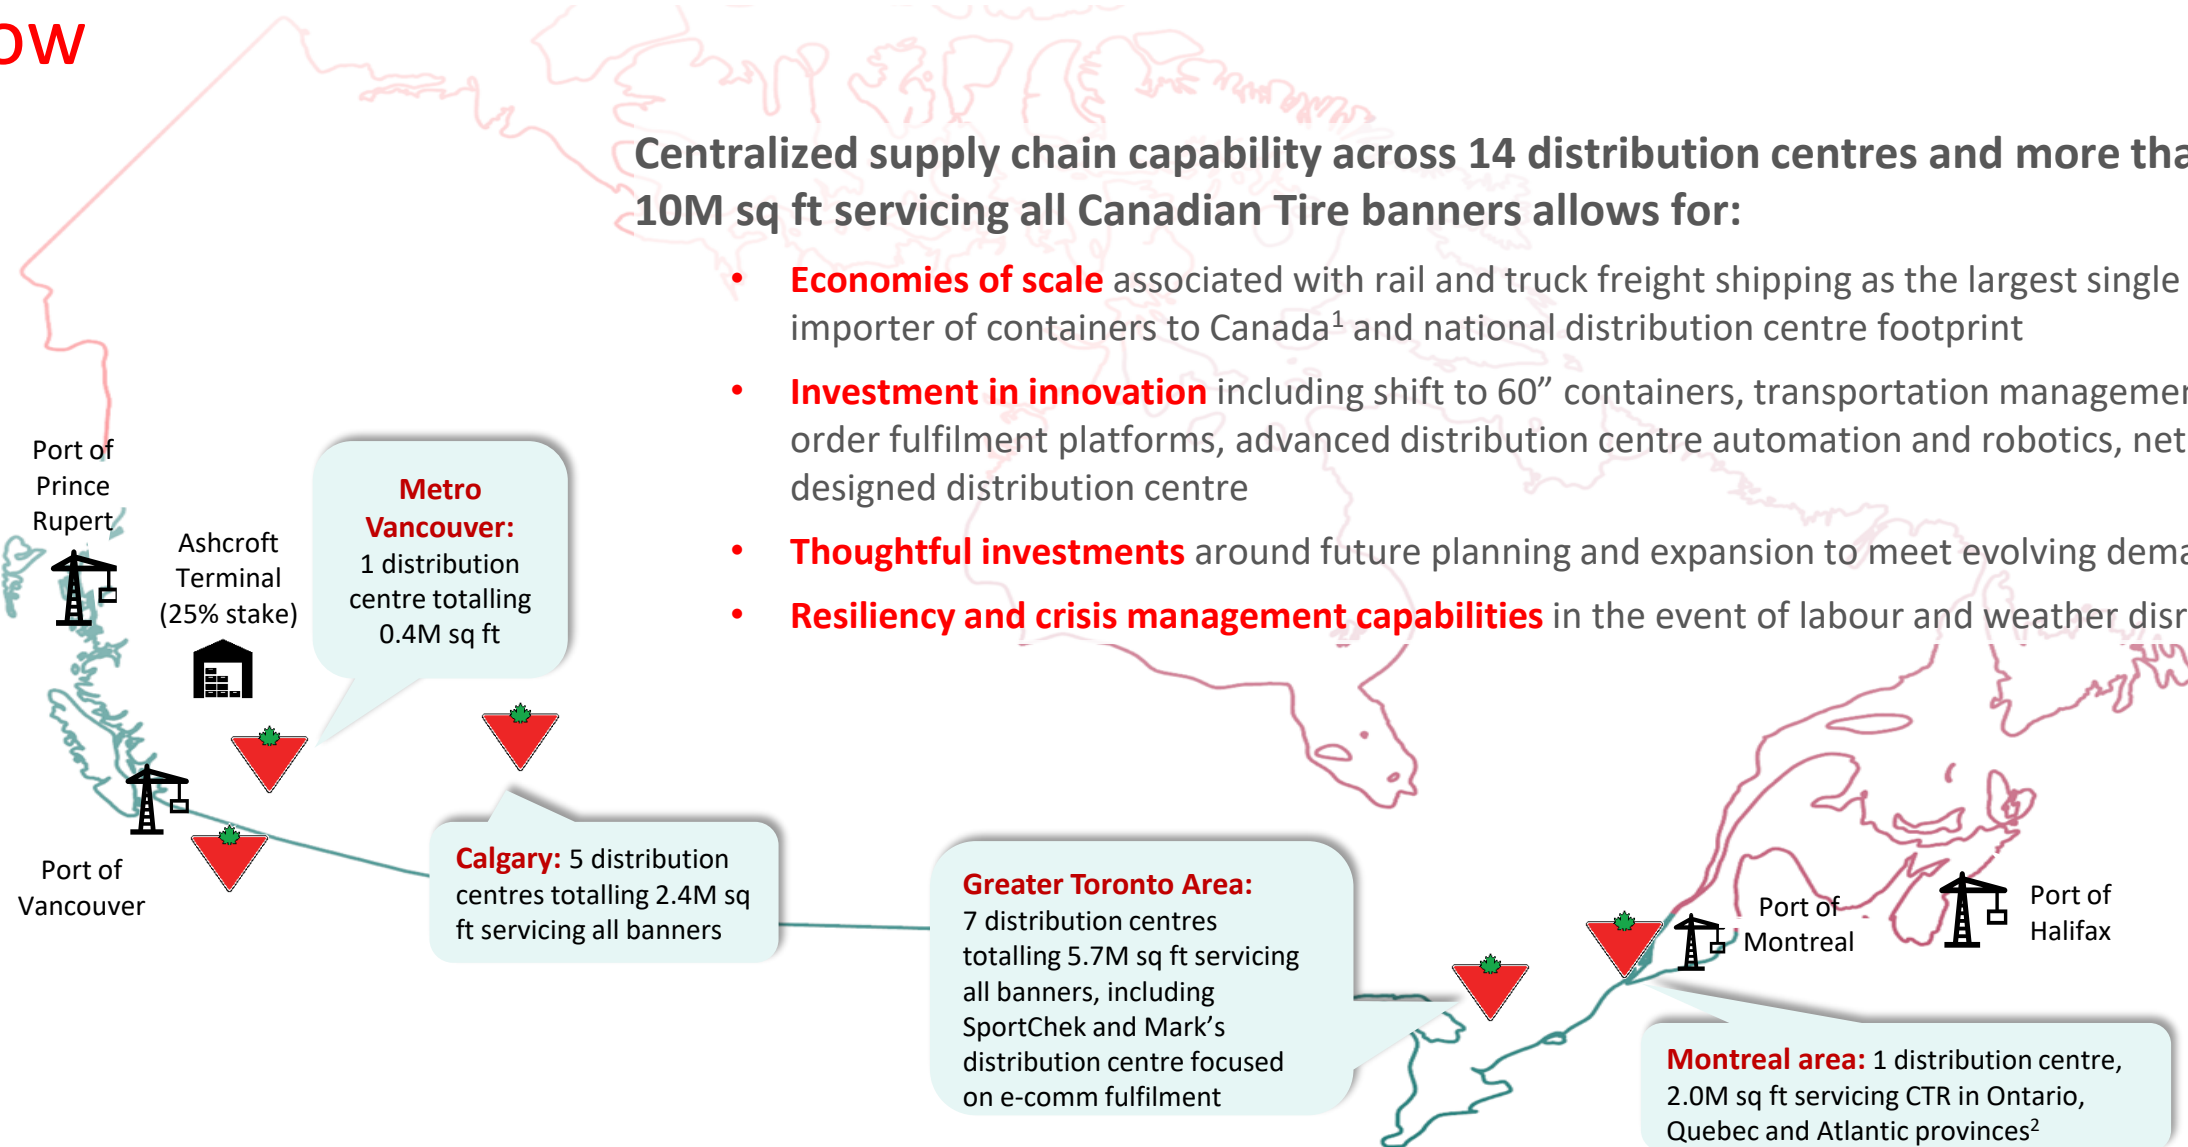 ow
Centralized supply chain capability across 14 distribution centres and more tha
10M sq ft servicing all Canadian Tire banners allows for:
• Economies of scale associated with rail and truck freight shipping as the largest single
importer of containers to Canada¹ and national distribution centre footprint
• Investment in innovation including shift to 60” containers, transportation managemen
order fulfilment platforms, advanced distribution centre automation and robotics, net
designed distribution centre
• Thoughtful investments around future planning and expansion to meet evolving dema
• Resiliency and crisis management capabilities in the event of labour and weather disr
Port of
Prince
Rupert
Ashcroft
Terminal
(25% stake)
Metro
Vancouver:
1 distribution
centre totalling
0.4M sq ft
Port of
Vancouver
Calgary: 5 distribution
centres totalling 2.4M sq
ft servicing all banners
Greater Toronto Area:
7 distribution centres
totalling 5.7M sq ft servicing
all banners, including
SportChek and Mark’s
distribution centre focused
on e-comm fulfilment
Port of
Montreal
Port of
Halifax
Montreal area: 1 distribution centre,
2.0M sq ft servicing CTR in Ontario,
Quebec and Atlantic provinces²